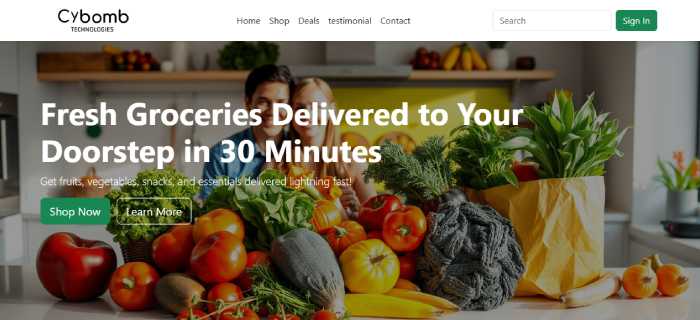 Cybomb
TECHNOLOGIES
Home Shop Deals testimonial Contact
Search
Sign In
Fresh Groceries Delivered to Your
Doorstep in 30 Minutes
Get fruits, vegetables, snacks, and essentials delivered lightning fast!
Shop Now
Learn More